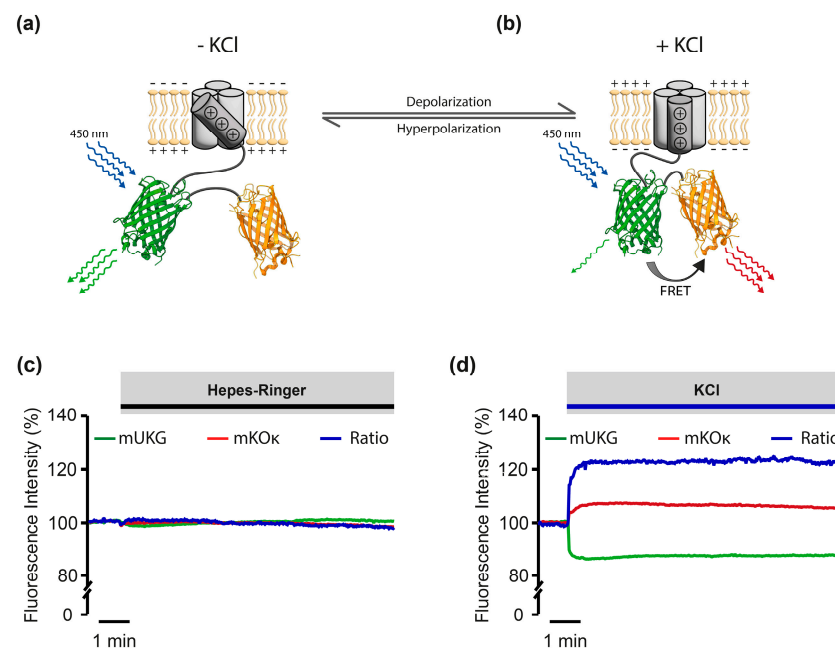 (a)
- KCl
(b)
+ KCl
- - - - - - - -
+ + + + + + + +
Depolarization
Hyperpolarization
450 nm
450 nm
+ + + + + + + +
- - - - - - - -
+ + +
+ + +
FRET
(c)
Hepes-Ringer
Fluorescence Intensity (%)
140
120
100
80
0
mUKG
mKOκ
Ratio
1 min
(d)
KCl
Fluorescence Intensity (%)
140
120
100
80
0
mUKG
mKOκ
Ratio
1 min